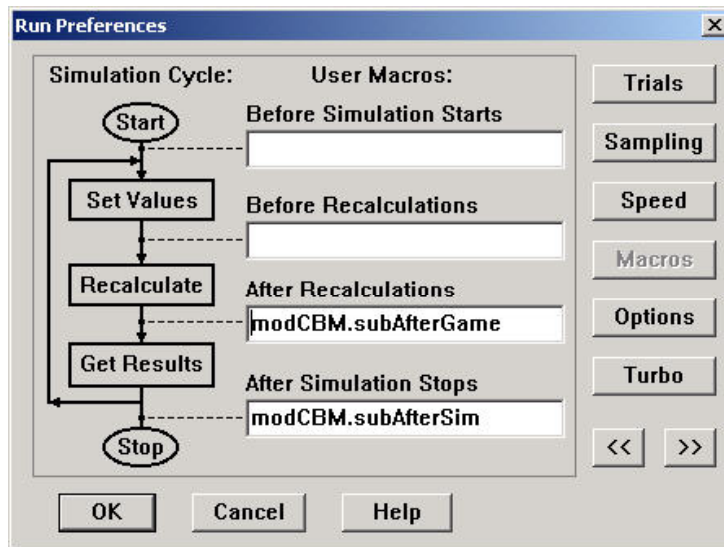 Run Preferences
Simulation Cycle:
User Macros:
Start
Before Simulation Starts
Set Values
Before Recalculations
Recalculate
After Recalculations
modCBM.subAfterGame
Get Results
After Simulation Stops
modCBM.subAfterSim
Stop
Trials
Sampling
Speed
Macros
Options
Turbo
<< >>
OK
Cancel
Help